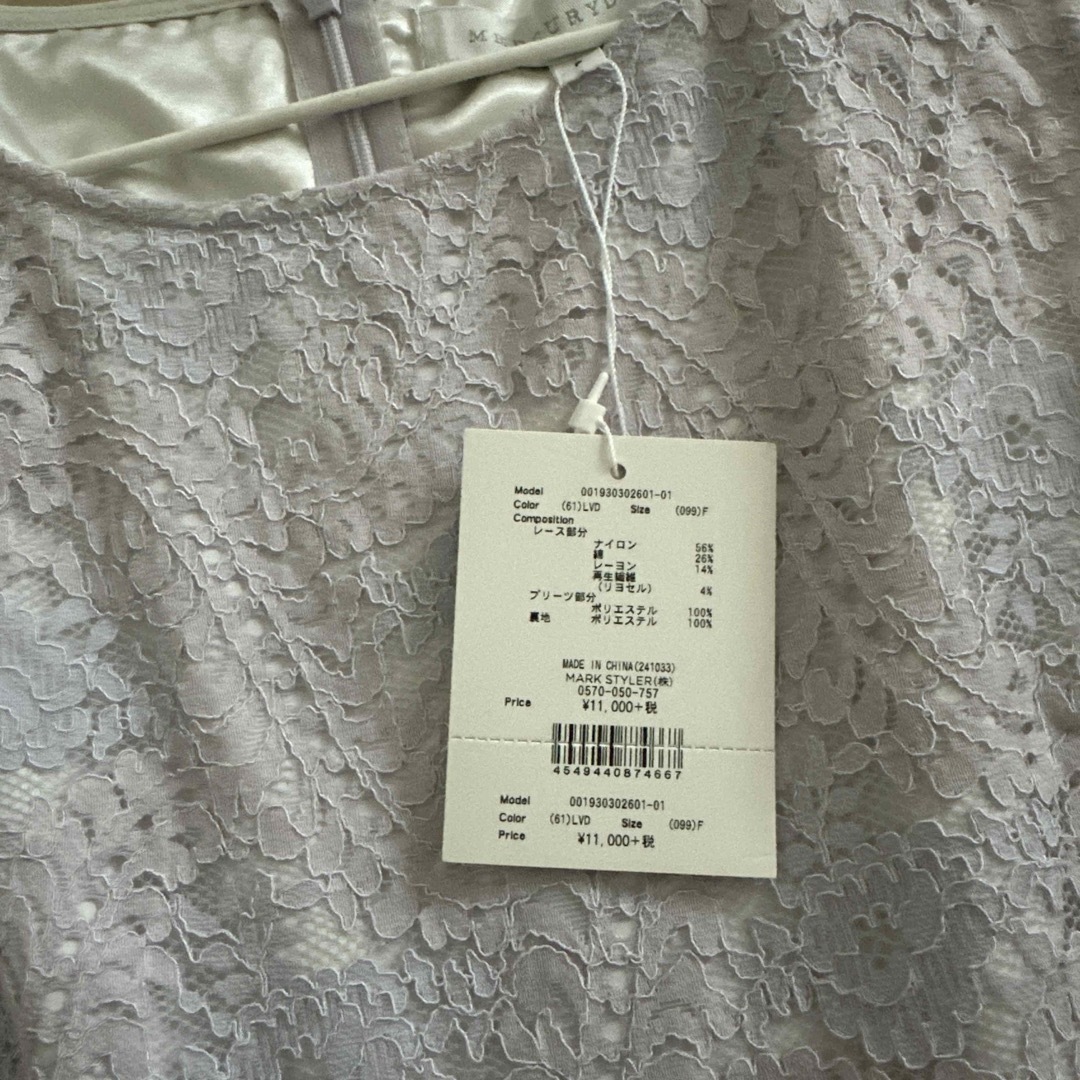 Model 001930302601-01
Color (61)LVD Size (099)F
Composition
レース部分
ナイロン 56%
綿 26%
レーヨン 14%
再生繊維
(リヨセル) 4%
プリーツ部分
ポリエステル 100%
裏地 ポリエステル 100%
MADE IN CHINA(241033)
MARK STYLER(株)
0570-050-757
Price ¥11,000+税
4549440874667
Model 001930302601-01
Color (61)LVD Size (099)F
Price ¥11,000+税